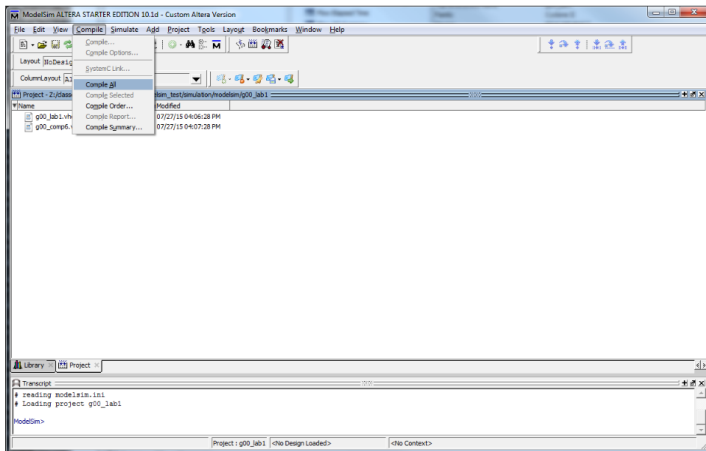 ModelSim ALTERA STARTER EDITION 10.1d - Custom Altera Version
File Edit View Compile Simulate Add Project Tools Layout Bookmarks Window Help
Compile...
Compile Options...
SystemC Link...
Compile All
Compile Selected
Compile Order...
Compile Report...
Compile Summary...
Layout NoDesig
ColumnLayout Al
Project - Z:/class elsim_test/simulation/modelsim/g00_lab1
Name Modified
g00_lab1.vh 07/27/15 04:06:28 PM
g00_comp6.v 07/27/15 04:07:28 PM
Library Project
Transcript
# reading modelsim.ini
# Loading project g00_lab1
ModelSim>
Project : g00_lab1 <No Design Loaded> <No Context>